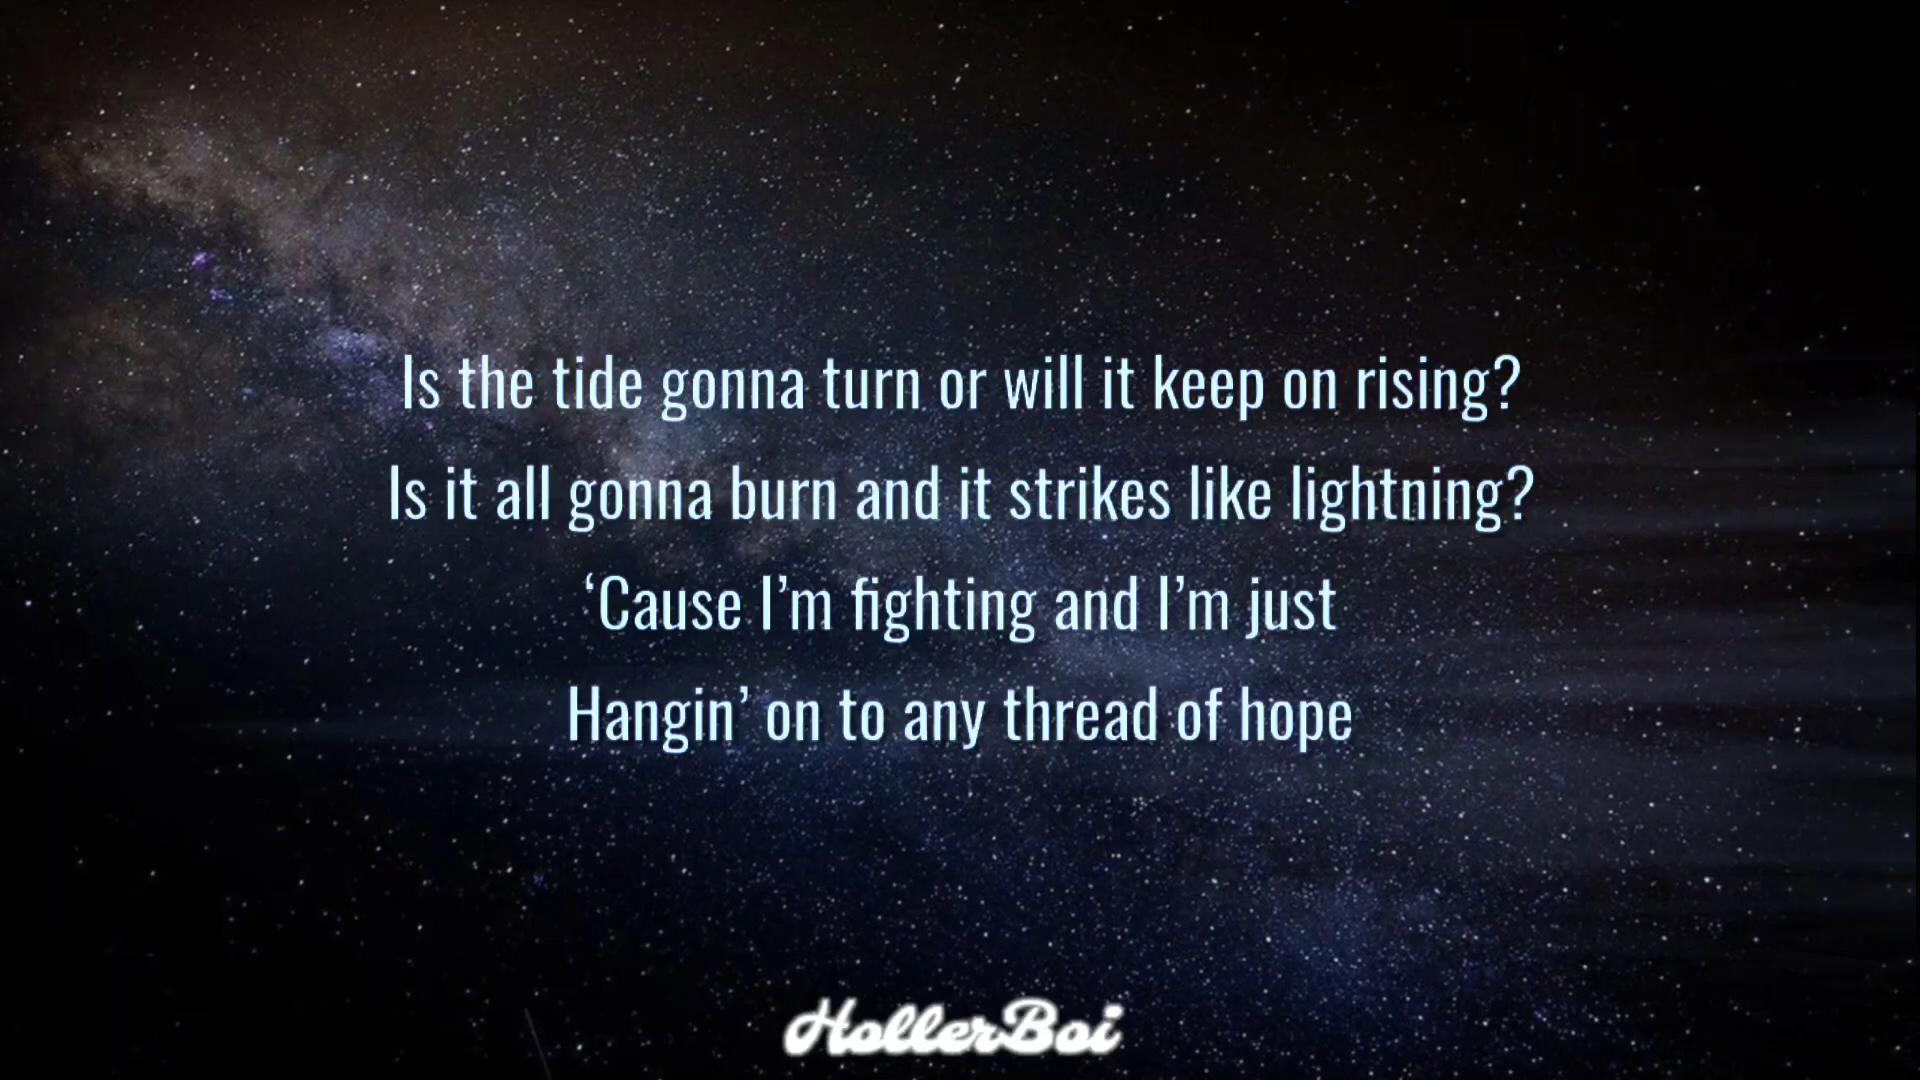 Is the tide gonna turn or will it keep on rising?
Is it all gonna burn and it strikes like lightning?
‘Cause I’m fighting and I’m just
Hangin’ on to any thread of hope
HollerBoi